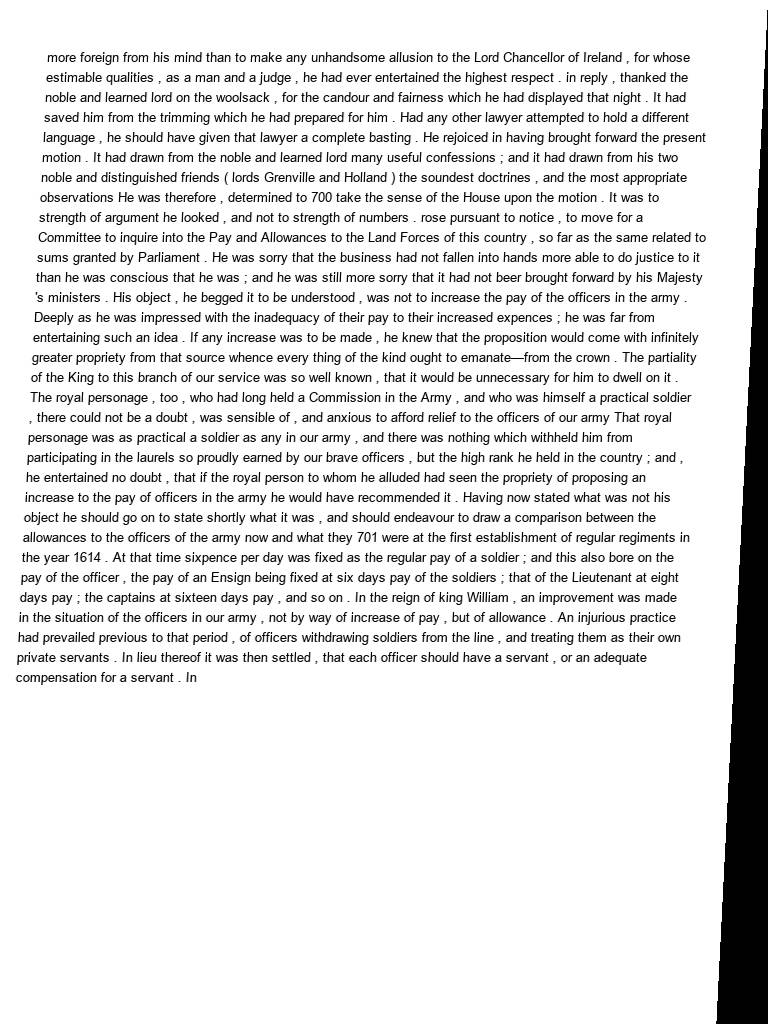 more foreign from his mind than to make any unhandsome allusion to the Lord Chancellor of Ireland , for whose
estimable qualities , as a man and a judge , he had ever entertained the highest respect . in reply , thanked the
noble and learned lord on the woolsack , for the candour and fairness which he had displayed that night . It had
saved him from the trimming which he had prepared for him . Had any other lawyer attempted to hold a different
language , he should have given that lawyer a complete basting . He rejoiced in having brought forward the present
motion . It had drawn from the noble and learned lord many useful confessions ; and it had drawn from his two
noble and distinguished friends ( lords Grenville and Holland ) the soundest doctrines , and the most appropriate
observations He was therefore , determined to 700 take the sense of the House upon the motion . It was to
strength of argument he looked , and not to strength of numbers . rose pursuant to notice , to move for a
Committee to inquire into the Pay and Allowances to the Land Forces of this country , so far as the same related to
sums granted by Parliament . He was sorry that the business had not fallen into hands more able to do justice to it
than he was conscious that he was ; and he was still more sorry that it had not beer brought forward by his Majesty
's ministers . His object , he begged it to be understood , was not to increase the pay of the officers in the army .
Deeply as he was impressed with the inadequacy of their pay to their increased expences ; he was far from
entertaining such an idea . If any increase was to be made , he knew that the proposition would come with infinitely
greater propriety from that source whence every thing of the kind ought to emanate—from the crown . The partiality
of the King to this branch of our service was so well known , that it would be unnecessary for him to dwell on it .
The royal personage , too , who had long held a Commission in the Army , and who was himself a practical soldier
, there could not be a doubt , was sensible of , and anxious to afford relief to the officers of our army That royal
personage was as practical a soldier as any in our army , and there was nothing which withheld him from
participating in the laurels so proudly earned by our brave officers , but the high rank he held in the country ; and ,
he entertained no doubt , that if the royal person to whom he alluded had seen the propriety of proposing an
increase to the pay of officers in the army he would have recommended it . Having now stated what was not his
object he should go on to state shortly what it was , and should endeavour to draw a comparison between the
allowances to the officers of the army now and what they 701 were at the first establishment of regular regiments in
the year 1614 . At that time sixpence per day was fixed as the regular pay of a soldier ; and this also bore on the
pay of the officer , the pay of an Ensign being fixed at six days pay of the soldiers ; that of the Lieutenant at eight
days pay ; the captains at sixteen days pay , and so on . In the reign of king William , an improvement was made
in the situation of the officers in our army , not by way of increase of pay , but of allowance . An injurious practice
had prevailed previous to that period , of officers withdrawing soldiers from the line , and treating them as their own
private servants . In lieu thereof it was then settled , that each officer should have a servant , or an adequate
compensation for a servant . In